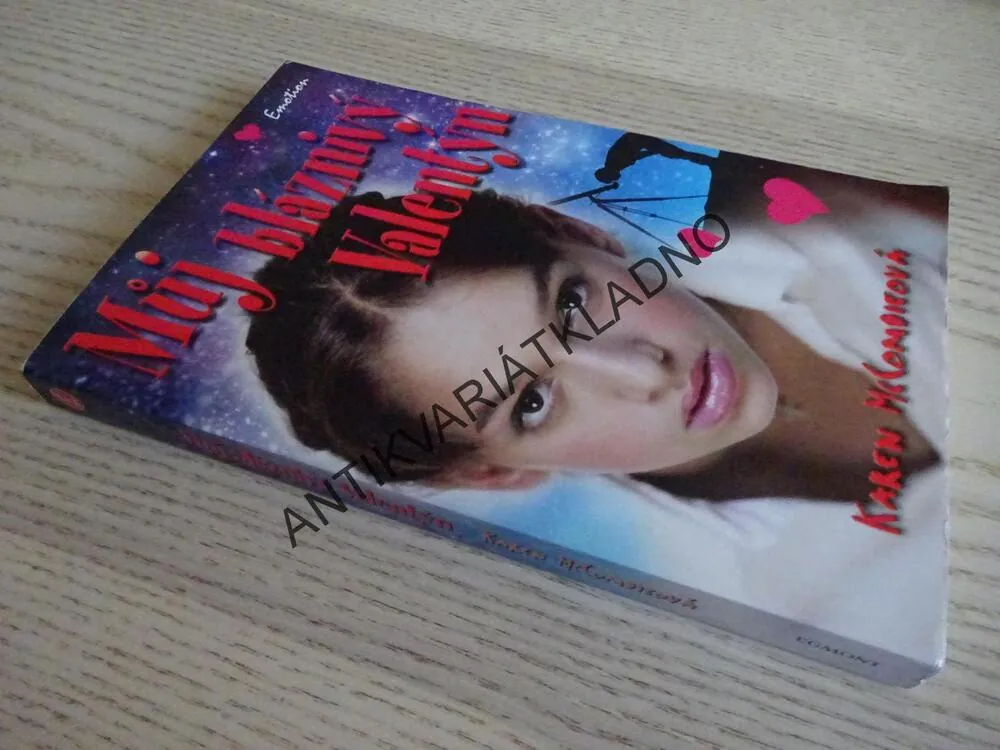 Emotion
Můj bláznivý
Valentýn
KAREN McCOMBIEOVÁ
ANTIKVARIÁTKLADNO
Můj bláznivý Valentýn KAREN McCOMBIEOVÁ EGMONT